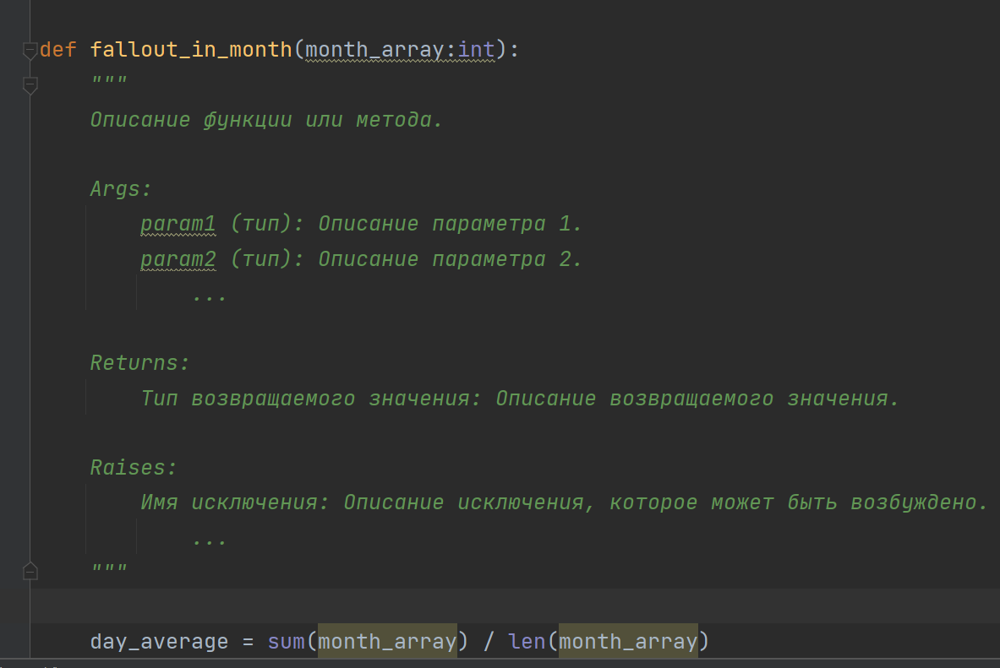 def fallout_in_month(month_array:int):
"""
Описание функции или метода.
Args:
param1 (тип): Описание параметра 1.
param2 (тип): Описание параметра 2.
...
Returns:
Тип возвращаемого значения: Описание возвращаемого значения.
Raises:
Имя исключения: Описание исключения, которое может быть возбуждено.
...
"""
day_average = sum(month_array) / len(month_array)